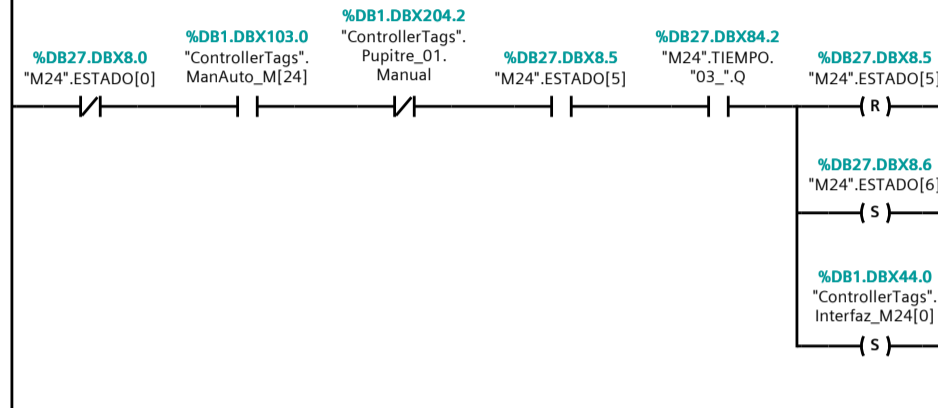 %DB27.DBX8.0
"M24".ESTADO[0]
%DB1.DBX103.0
"ControllerTags".
ManAuto_M[24]
%DB1.DBX204.2
"ControllerTags".
Pupitre_01.
Manual
%DB27.DBX8.5
"M24".ESTADO[5]
%DB27.DBX84.2
"M24".TIEMPO.
"03_".Q
%DB27.DBX8.5
"M24".ESTADO[5]
R
%DB27.DBX8.6
"M24".ESTADO[6]
S
%DB1.DBX44.0
"ControllerTags".
Interfaz_M24[0]
S